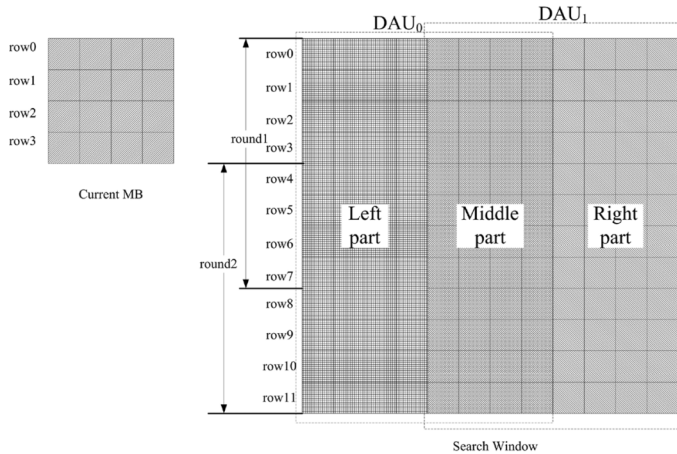 DAU0
DAU1
row0
row1
row2
row3
Current MB
row0
row1
row2
row3
row4
row5
row6
row7
row8
row9
row10
row11
round1
round2
Left
part
Middle
part
Right
part
Search Window